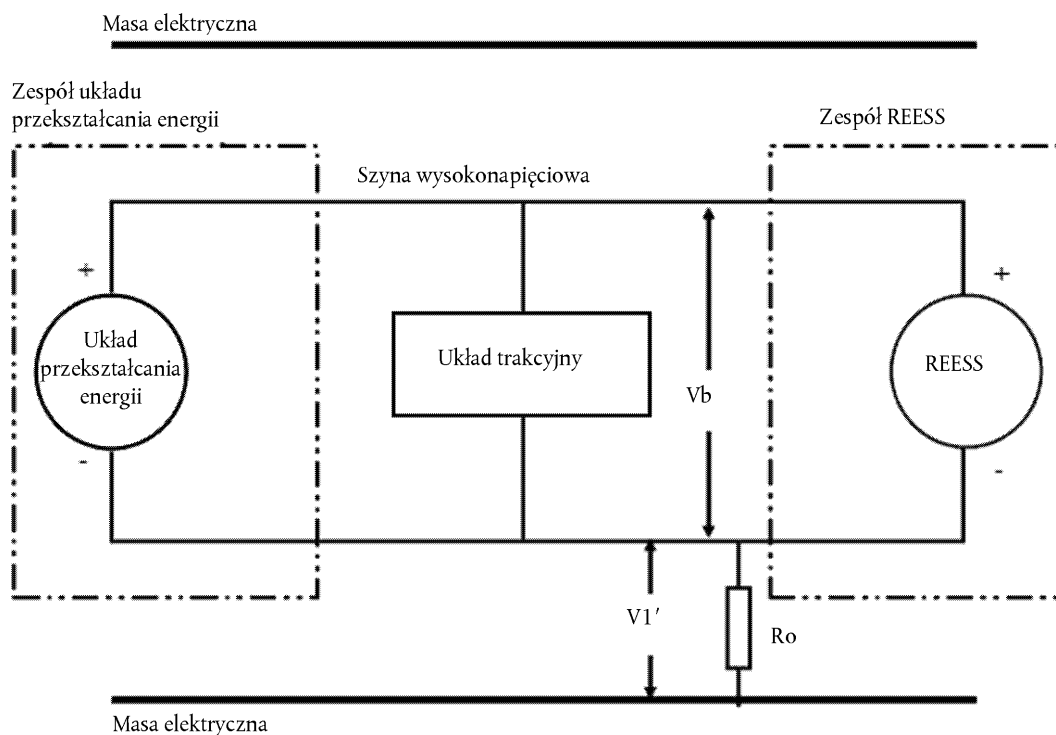 Masa elektryczna
Zespół układu
przekształcania energii
Zespół REESS
Szyna wysokonapięciowa
+
+
Układ
przekształcania
energii
Układ trakcyjny
REESS
Vb
-
-
V1′
Ro
Masa elektryczna